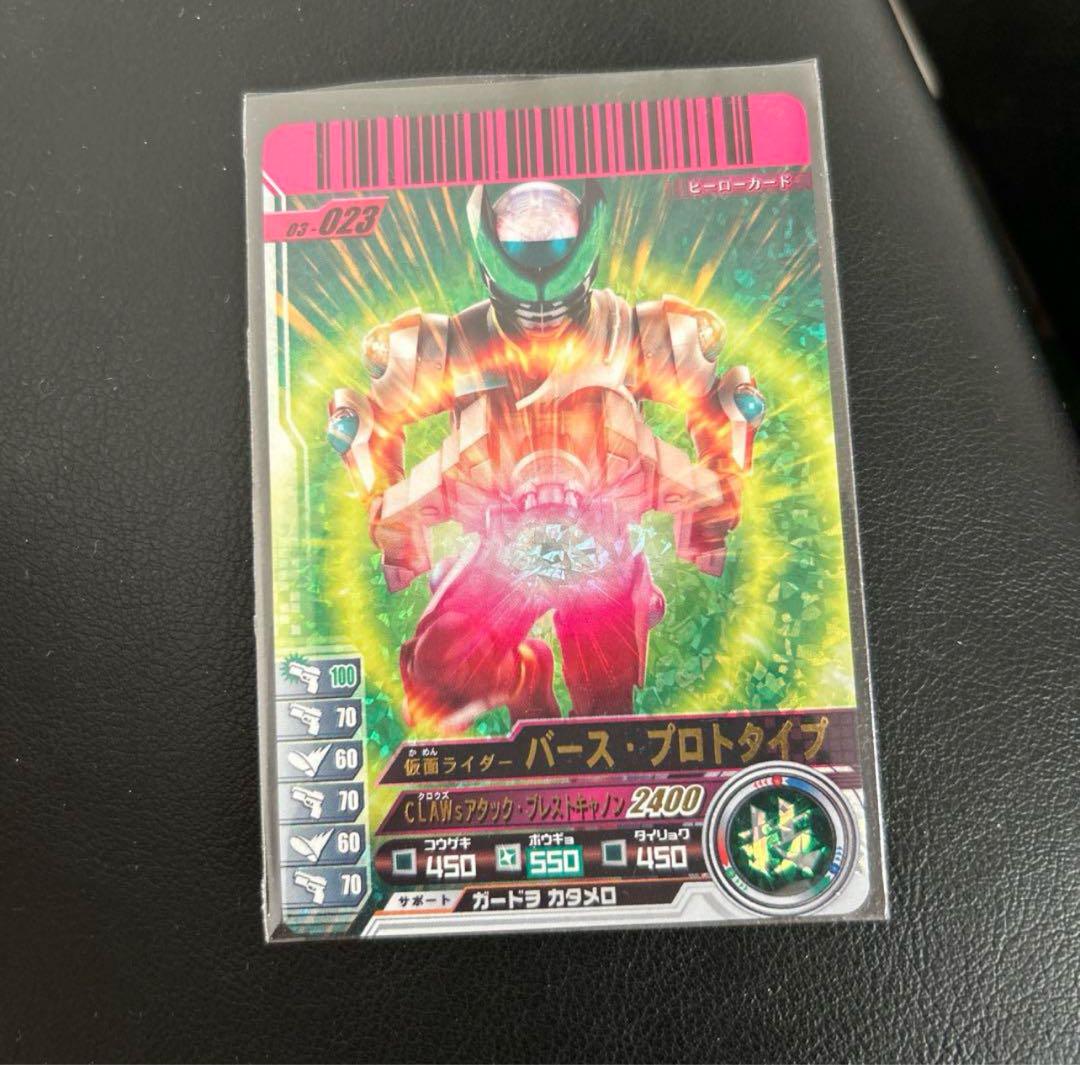 ヒーローカード
03-023
100
70
60
70
60
70
かめん
仮面ライダー バース・プロトタイプ
クロウズ
CLAWsアタック・ブレストキャノン 2400
コウゲキ 450 ボウギョ 550 タイリョク 450
サポート ガードヲ カタメロ
技